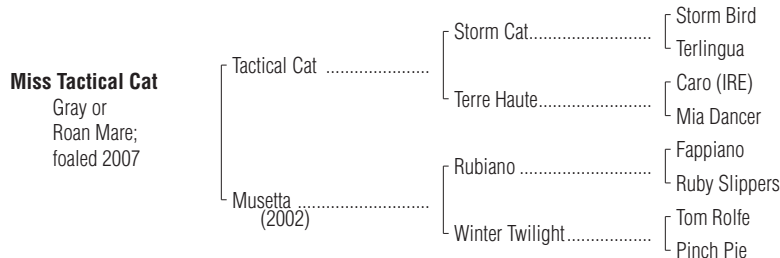 Storm Bird
Storm Cat..............................
Terlingua
Tactical Cat ..........................
Caro (IRE)
Terre Haute............................
Mia Dancer
Miss Tactical Cat
Gray or
Roan Mare;
foaled 2007
Fappiano
Rubiano ................................
Ruby Slippers
Musetta .................................
(2002)
Tom Rolfe
Winter Twilight.....................
Pinch Pie